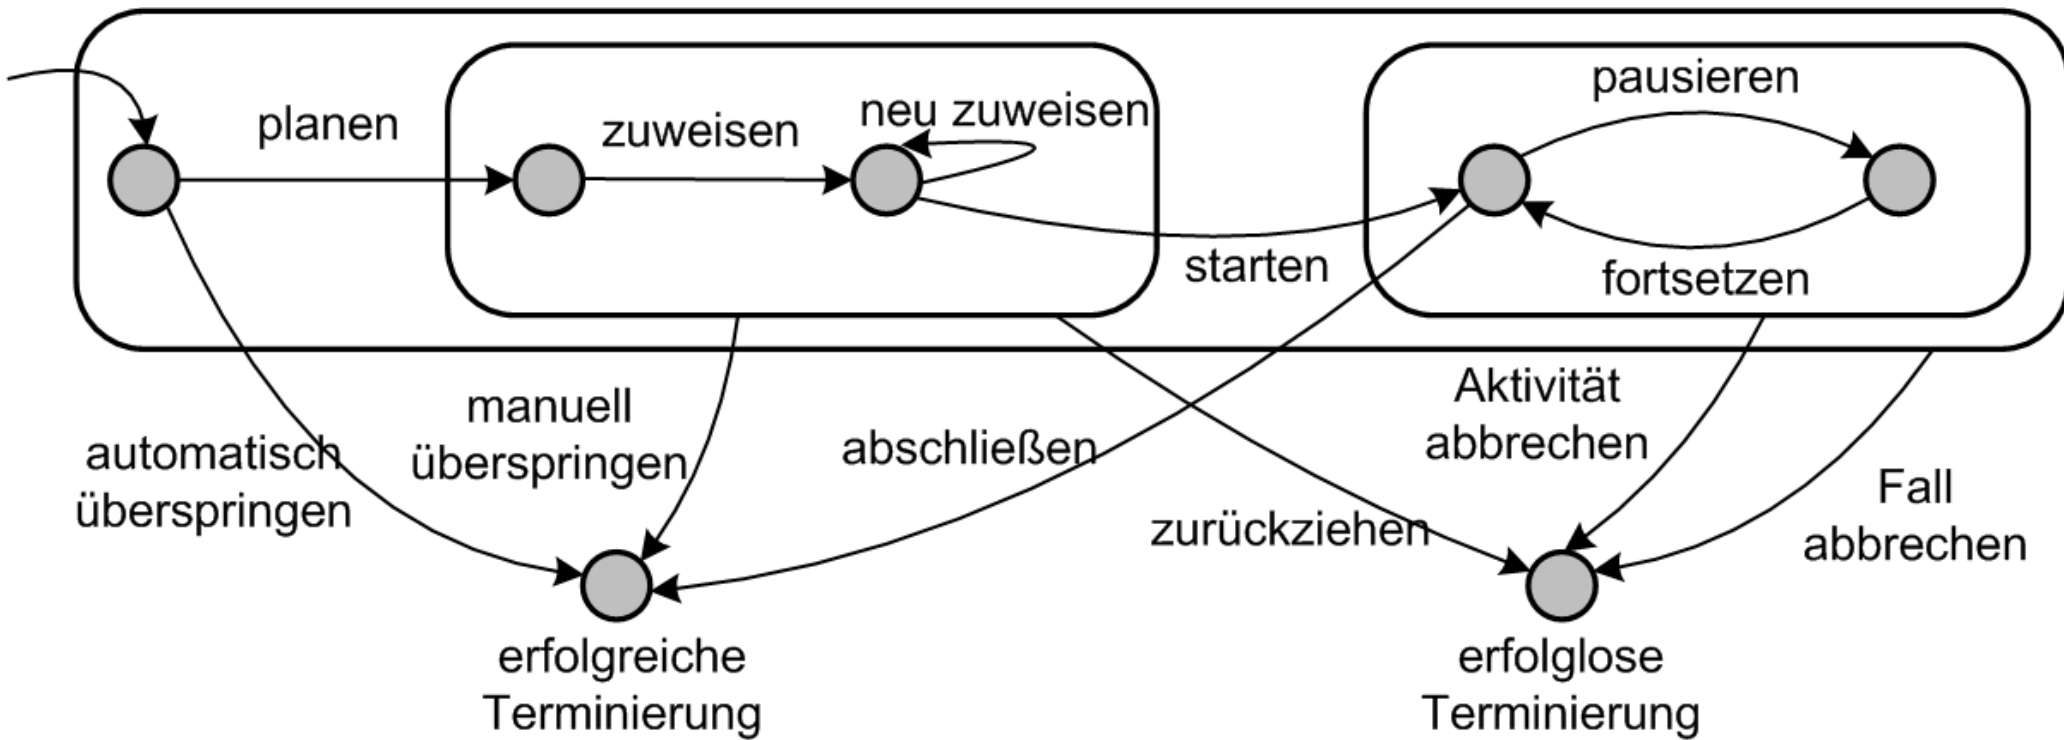 pausieren
neu zuweisen
planen
zuweisen
starten
fortsetzen
manuell
überspringen
Aktivität
abbrechen
automatisch
überspringen
abschließen
zurückziehen
Fall
abbrechen
erfolgreiche
Terminierung
erfolglose
Terminierung